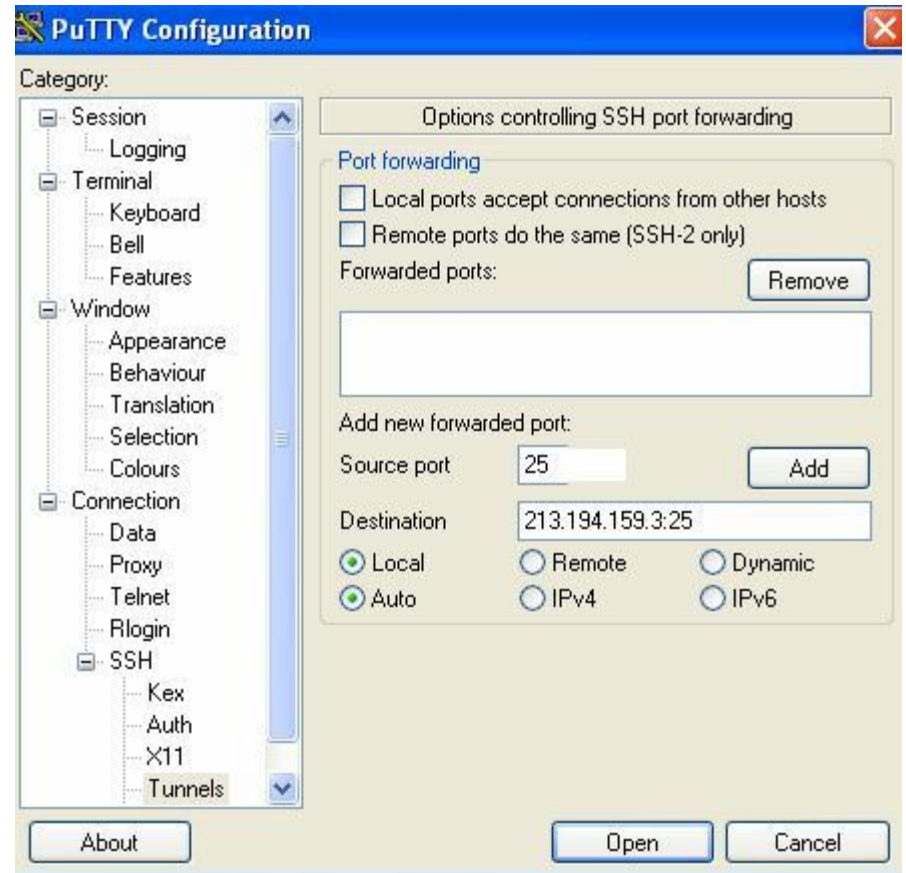 PuTTY Configuration
Category:
Session
Logging
Terminal
Keyboard
Bell
Features
Window
Appearance
Behaviour
Translation
Selection
Colours
Connection
Data
Proxy
Telnet
Rlogin
SSH
Kex
Auth
X11
Tunnels
Options controlling SSH port forwarding
Port forwarding
Local ports accept connections from other hosts
Remote ports do the same (SSH-2 only)
Forwarded ports:
Remove
Add new forwarded port:
Source port 25 Add
Destination 213.194.159.3:25
Local Remote Dynamic
Auto IPv4 IPv6
About Open Cancel